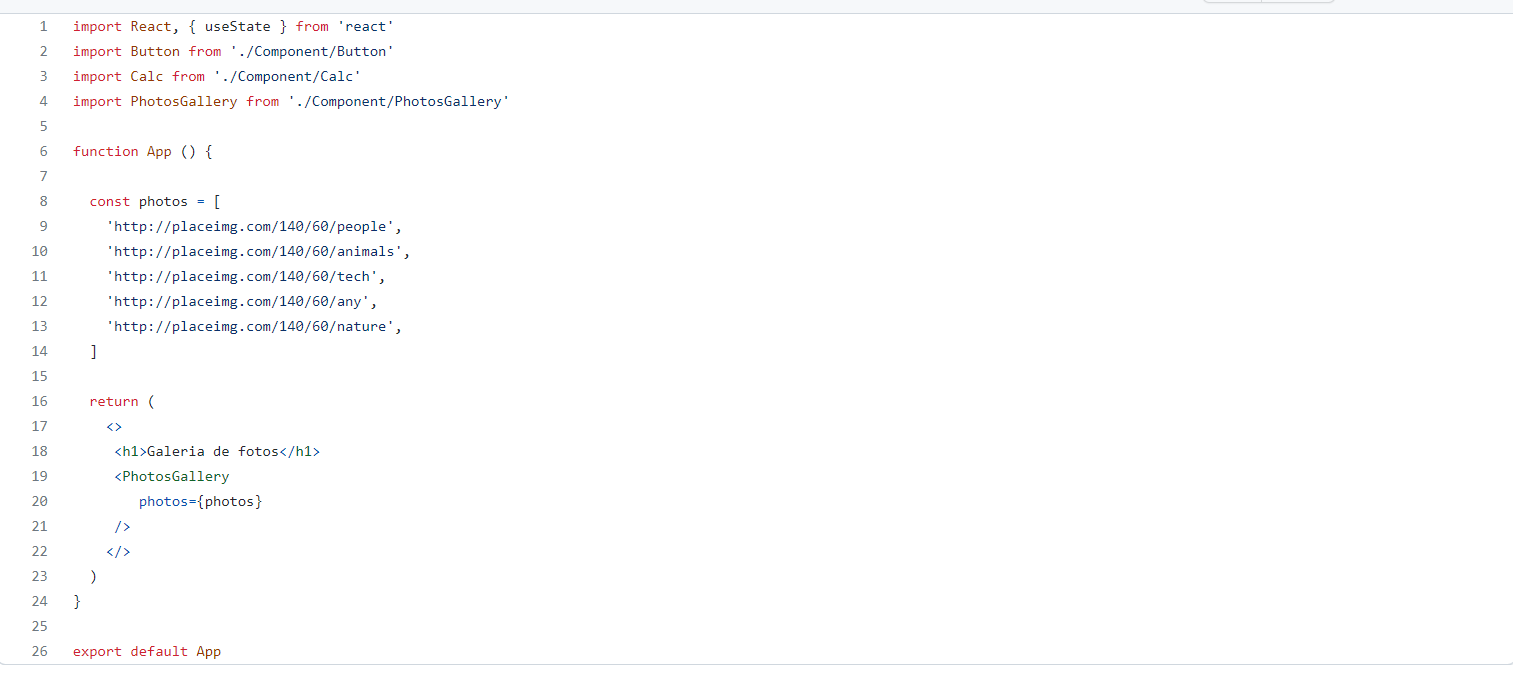 1 import React, { useState } from 'react'
2 import Button from './Component/Button'
3 import Calc from './Component/Calc'
4 import PhotosGallery from './Component/PhotosGallery'
5
6 function App () {
7
8   const photos = [
9     'http://placeimg.com/140/60/people',
10     'http://placeimg.com/140/60/animals',
11     'http://placeimg.com/140/60/tech',
12     'http://placeimg.com/140/60/any',
13     'http://placeimg.com/140/60/nature',
14   ]
15
16   return (
17     <>
18      <h1>Galeria de fotos</h1>
19      <PhotosGallery
20         photos={photos}
21      />
22     </>
23   )
24 }
25
26 export default App